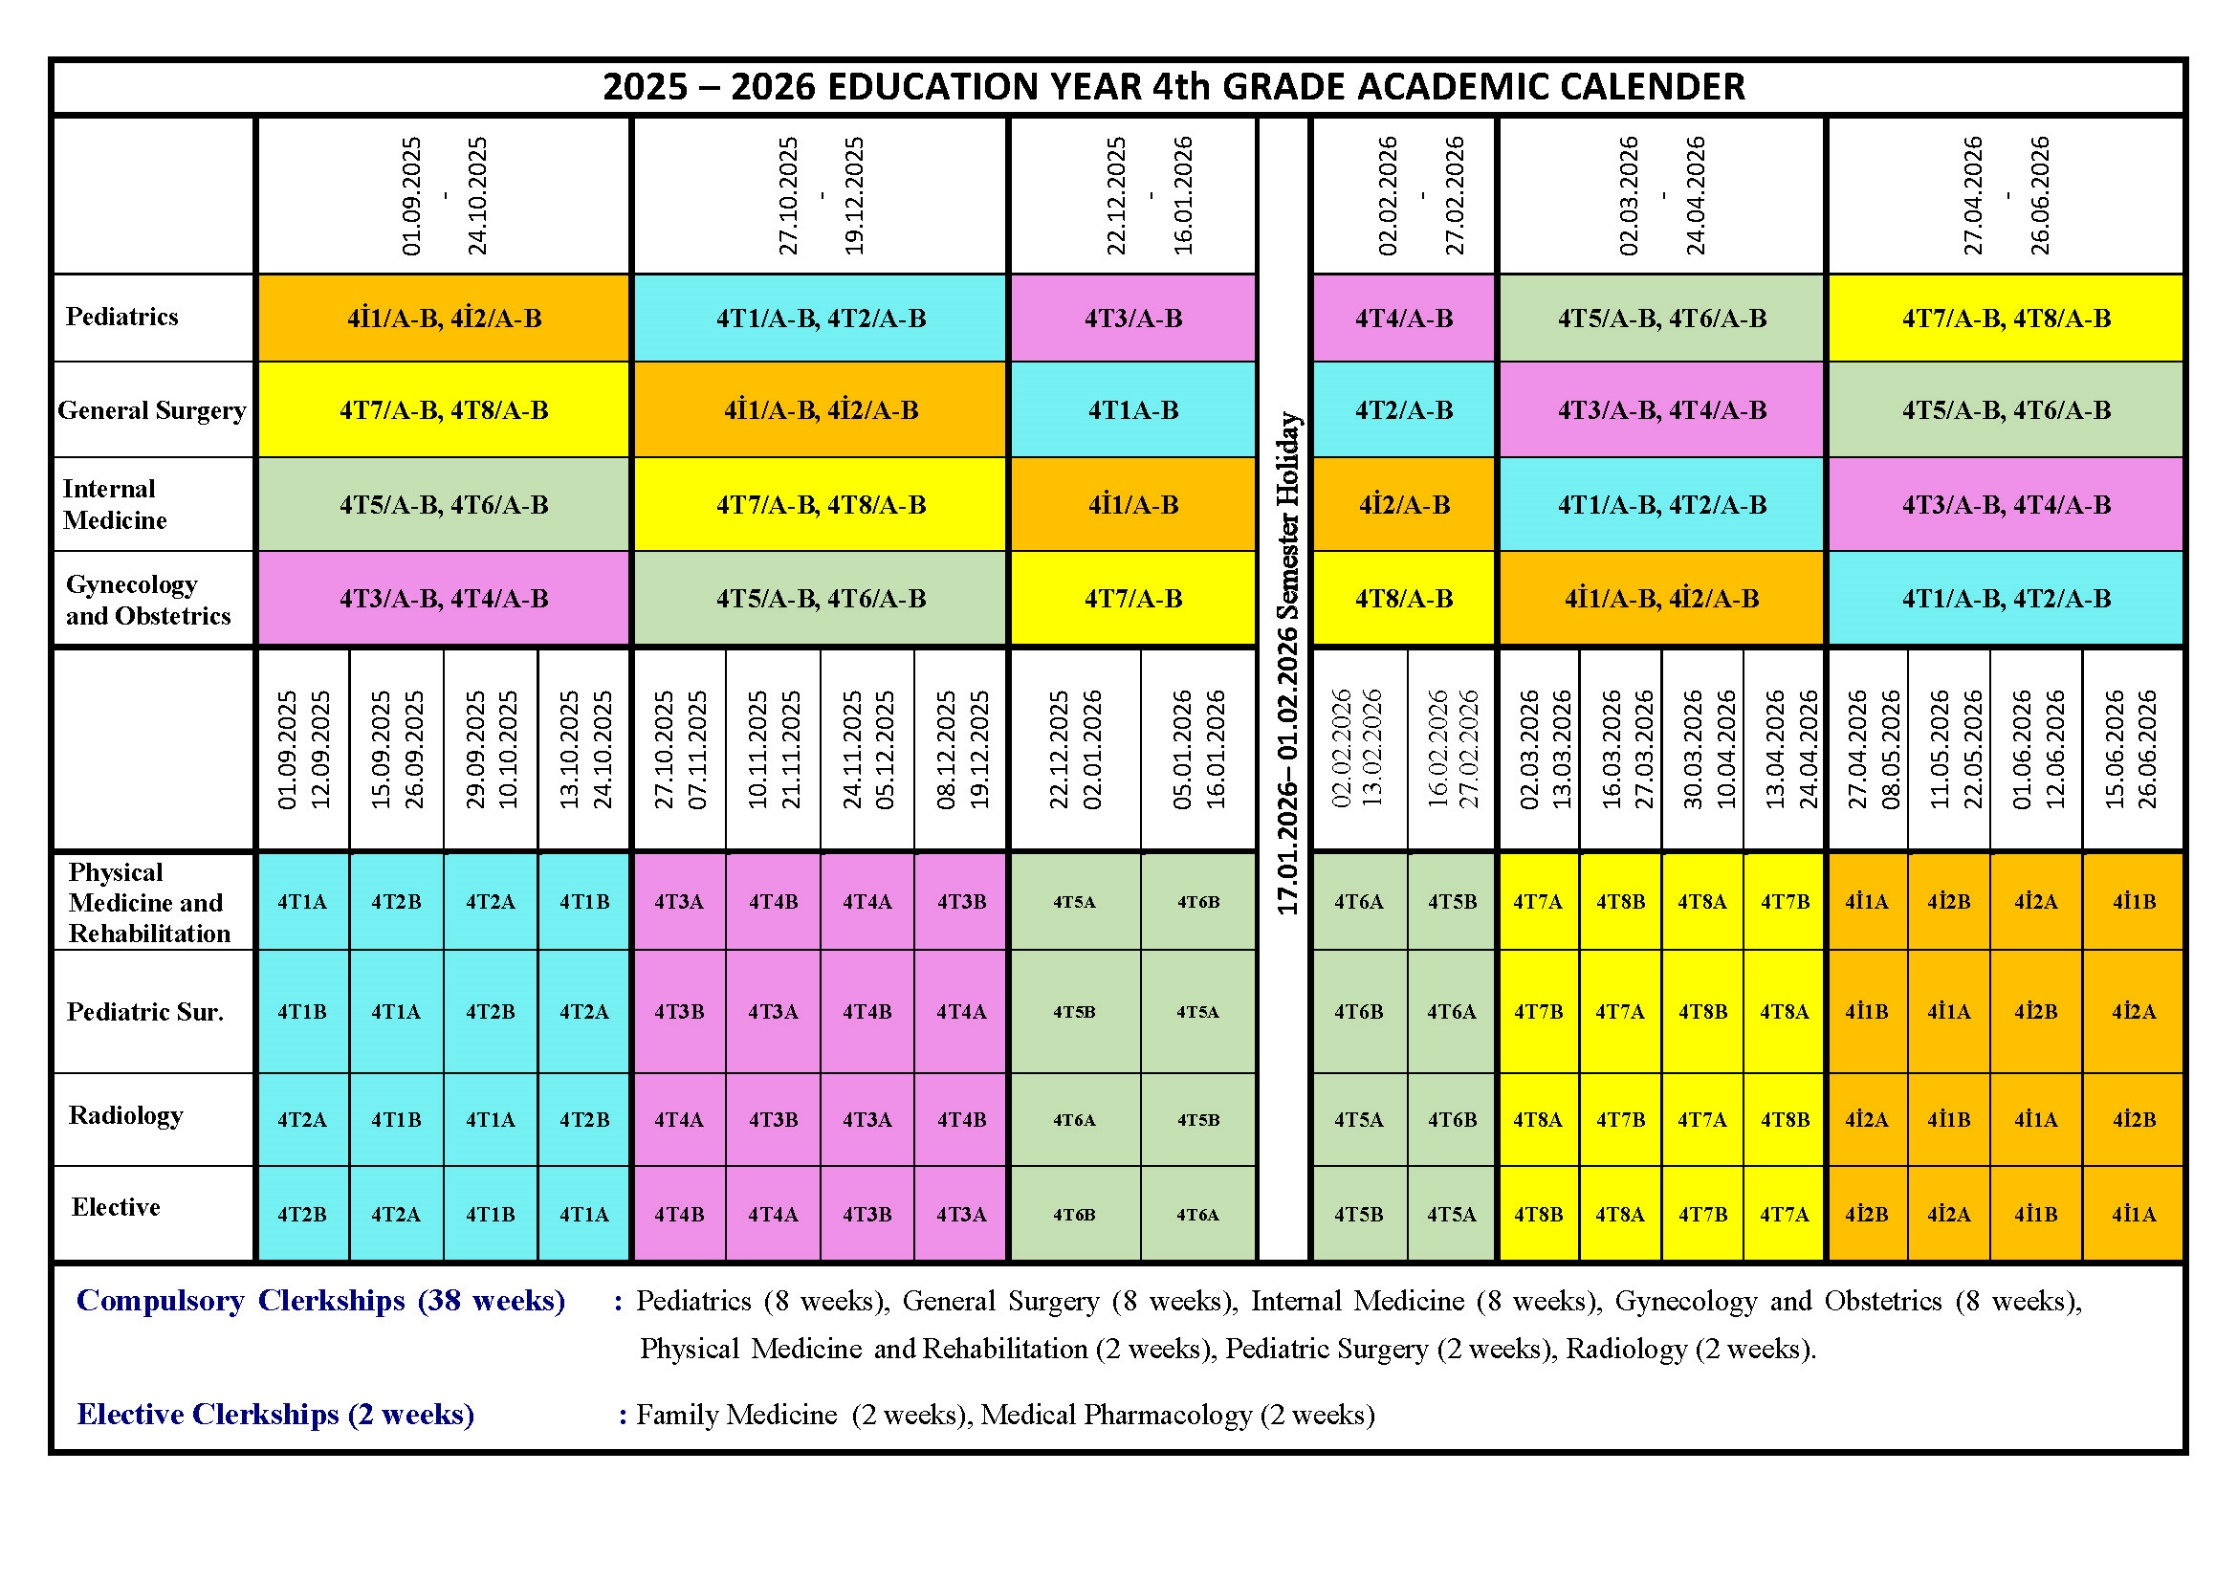 2025 – 2026 EDUCATION YEAR 4th GRADE ACADEMIC CALENDER
01.09.2025 - 24.10.2025
27.10.2025 - 19.12.2025
22.12.2025 - 16.01.2026
17.01.2026– 01.02.2026 Semester Holiday
02.02.2026 - 27.02.2026
02.03.2026 - 24.04.2026
27.04.2026 - 26.06.2026
Pediatrics 4İ1/A-B, 4İ2/A-B 4T1/A-B, 4T2/A-B 4T3/A-B 4T4/A-B 4T5/A-B, 4T6/A-B 4T7/A-B, 4T8/A-B
General Surgery 4T7/A-B, 4T8/A-B 4İ1/A-B, 4İ2/A-B 4T1A-B 4T2/A-B 4T3/A-B, 4T4/A-B 4T5/A-B, 4T6/A-B
Internal Medicine 4T5/A-B, 4T6/A-B 4T7/A-B, 4T8/A-B 4İ1/A-B 4İ2/A-B 4T1/A-B, 4T2/A-B 4T3/A-B, 4T4/A-B
Gynecology and Obstetrics 4T3/A-B, 4T4/A-B 4T5/A-B, 4T6/A-B 4T7/A-B 4T8/A-B 4İ1/A-B, 4İ2/A-B 4T1/A-B, 4T2/A-B
01.09.2025 12.09.2025
15.09.2025 26.09.2025
29.09.2025 10.10.2025
13.10.2025 24.10.2025
27.10.2025 07.11.2025
10.11.2025 21.11.2025
24.11.2025 05.12.2025
08.12.2025 19.12.2025
22.12.2025 02.01.2026
05.01.2026 16.01.2026
02.02.2026 13.02.2026
16.02.2026 27.02.2026
02.03.2026 13.03.2026
16.03.2026 27.03.2026
30.03.2026 10.04.2026
13.04.2026 24.04.2026
27.04.2026 08.05.2026
11.05.2026 22.05.2026
01.06.2026 12.06.2026
15.06.2026 26.06.2026
Physical Medicine and Rehabilitation 4T1A 4T2B 4T2A 4T1B 4T3A 4T4B 4T4A 4T3B 4T5A 4T6B 4T6A 4T5B 4T7A 4T8B 4T8A 4T7B 4İ1A 4İ2B 4İ2A 4İ1B
Pediatric Sur. 4T1B 4T1A 4T2B 4T2A 4T3B 4T3A 4T4B 4T4A 4T5B 4T5A 4T6B 4T6A 4T7B 4T7A 4T8B 4T8A 4İ1B 4İ1A 4İ2B 4İ2A
Radiology 4T2A 4T1B 4T1A 4T2B 4T4A 4T3B 4T3A 4T4B 4T6A 4T5B 4T5A 4T6B 4T8A 4T7B 4T7A 4T8B 4İ2A 4İ1B 4İ1A 4İ2B
Elective 4T2B 4T2A 4T1B 4T1A 4T4B 4T4A 4T3B 4T3A 4T6B 4T6A 4T5B 4T5A 4T8B 4T8A 4T7B 4T7A 4İ2B 4İ2A 4İ1B 4İ1A
Compulsory Clerkships (38 weeks) : Pediatrics (8 weeks), General Surgery (8 weeks), Internal Medicine (8 weeks), Gynecology and Obstetrics (8 weeks),
Physical Medicine and Rehabilitation (2 weeks), Pediatric Surgery (2 weeks), Radiology (2 weeks).
Elective Clerkships (2 weeks) : Family Medicine (2 weeks), Medical Pharmacology (2 weeks)